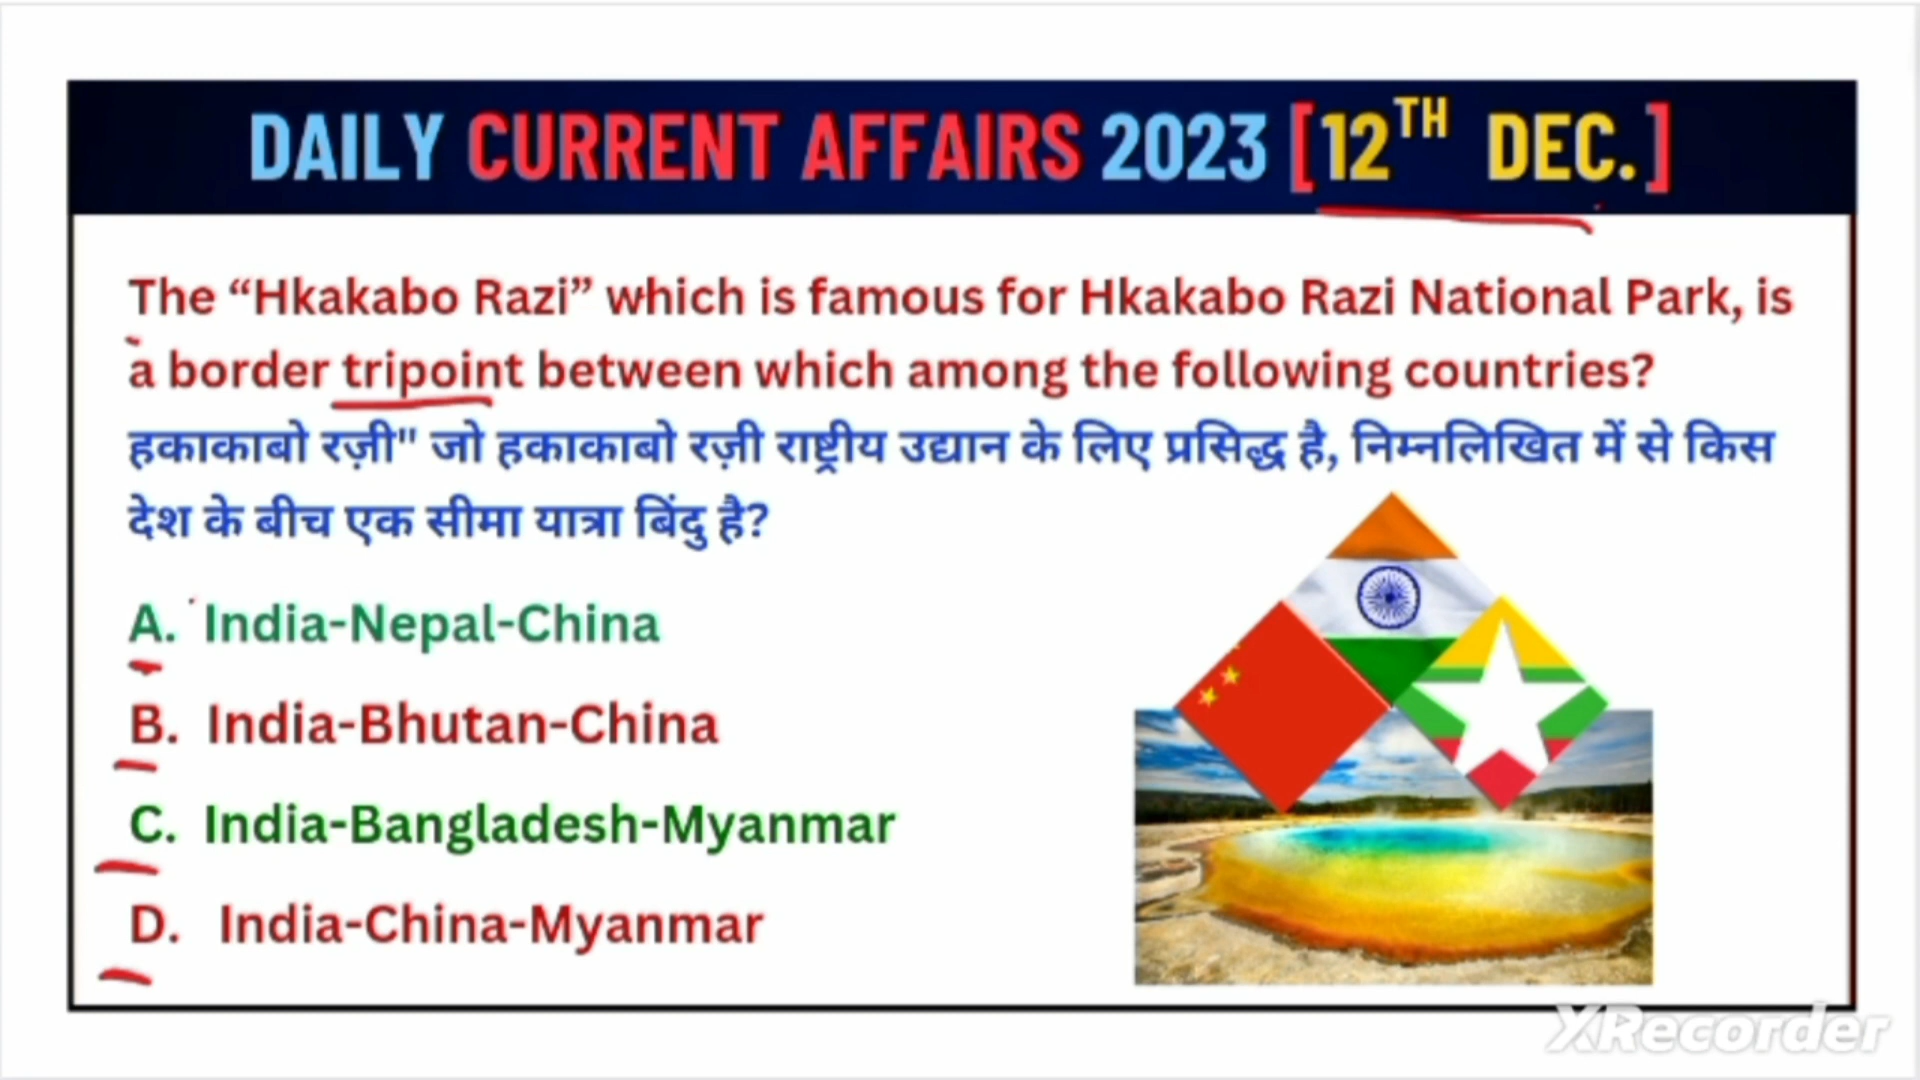 DAILY CURRENT AFFAIRS 2023 [12TH DEC.]
The “Hkakabo Razi” which is famous for Hkakabo Razi National Park, is
a border tripoint between which among the following countries?
हकाकाबो रज़ी" जो हकाकाबो रज़ी राष्ट्रीय उद्यान के लिए प्रसिद्ध है, निम्नलिखित में से किस
देश के बीच एक सीमा यात्रा बिंदु है?
A. India-Nepal-China
B. India-Bhutan-China
C. India-Bangladesh-Myanmar
D. India-China-Myanmar
XRecorder